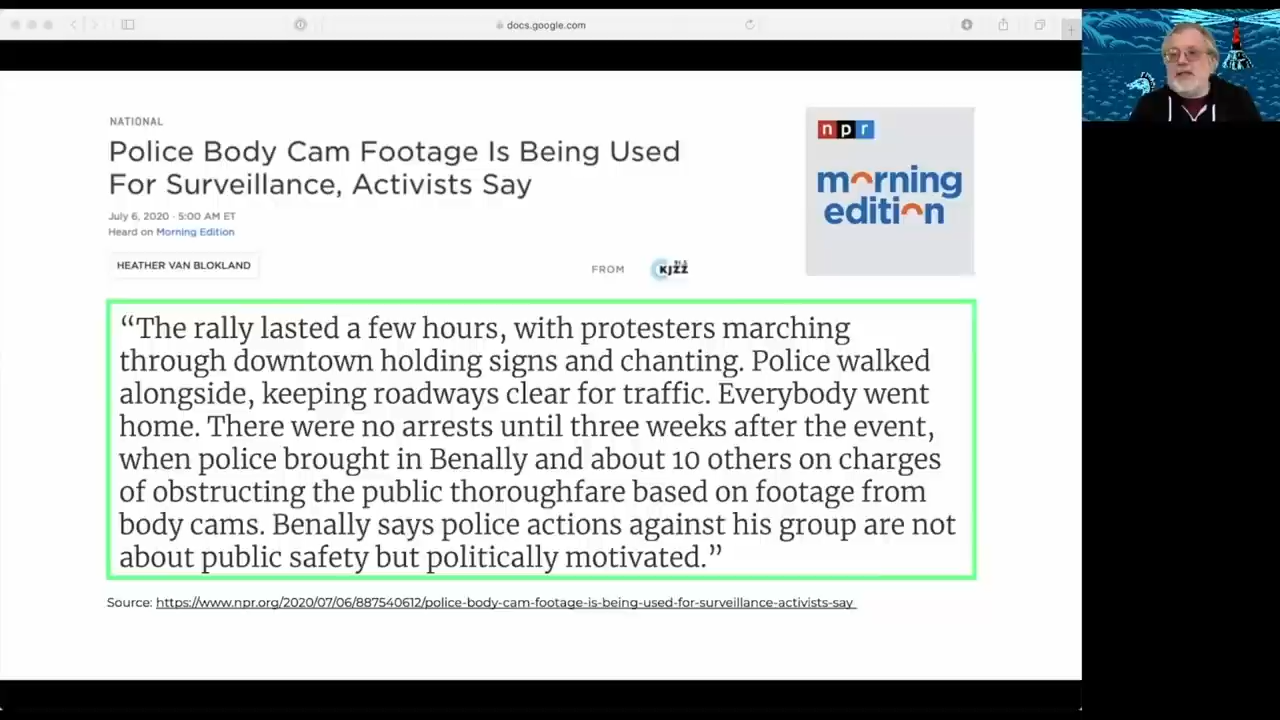 docs.google.com
NATIONAL
Police Body Cam Footage Is Being Used
For Surveillance, Activists Say
July 6, 2020 · 5:00 AM ET
Heard on Morning Edition
HEATHER VAN BLOKLAND
FROM
91.5
KJZZ
npr
morning
edition
“The rally lasted a few hours, with protesters marching
through downtown holding signs and chanting. Police walked
alongside, keeping roadways clear for traffic. Everybody went
home. There were no arrests until three weeks after the event,
when police brought in Benally and about 10 others on charges
of obstructing the public thoroughfare based on footage from
body cams. Benally says police actions against his group are not
about public safety but politically motivated.”
Source: https://www.npr.org/2020/07/06/887540612/police-body-cam-footage-is-being-used-for-surveillance-activists-say